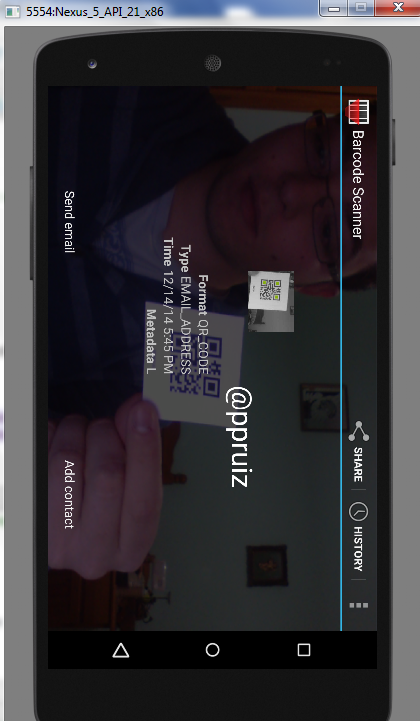 5554:Nexus_5_API_21_x86
Barcode Scanner
SHARE
HISTORY
Format QR_CODE
Type EMAIL_ADDRESS
Time 12/14/14 5:45 PM
Metadata L
@ppruiz
Send email
Add contact